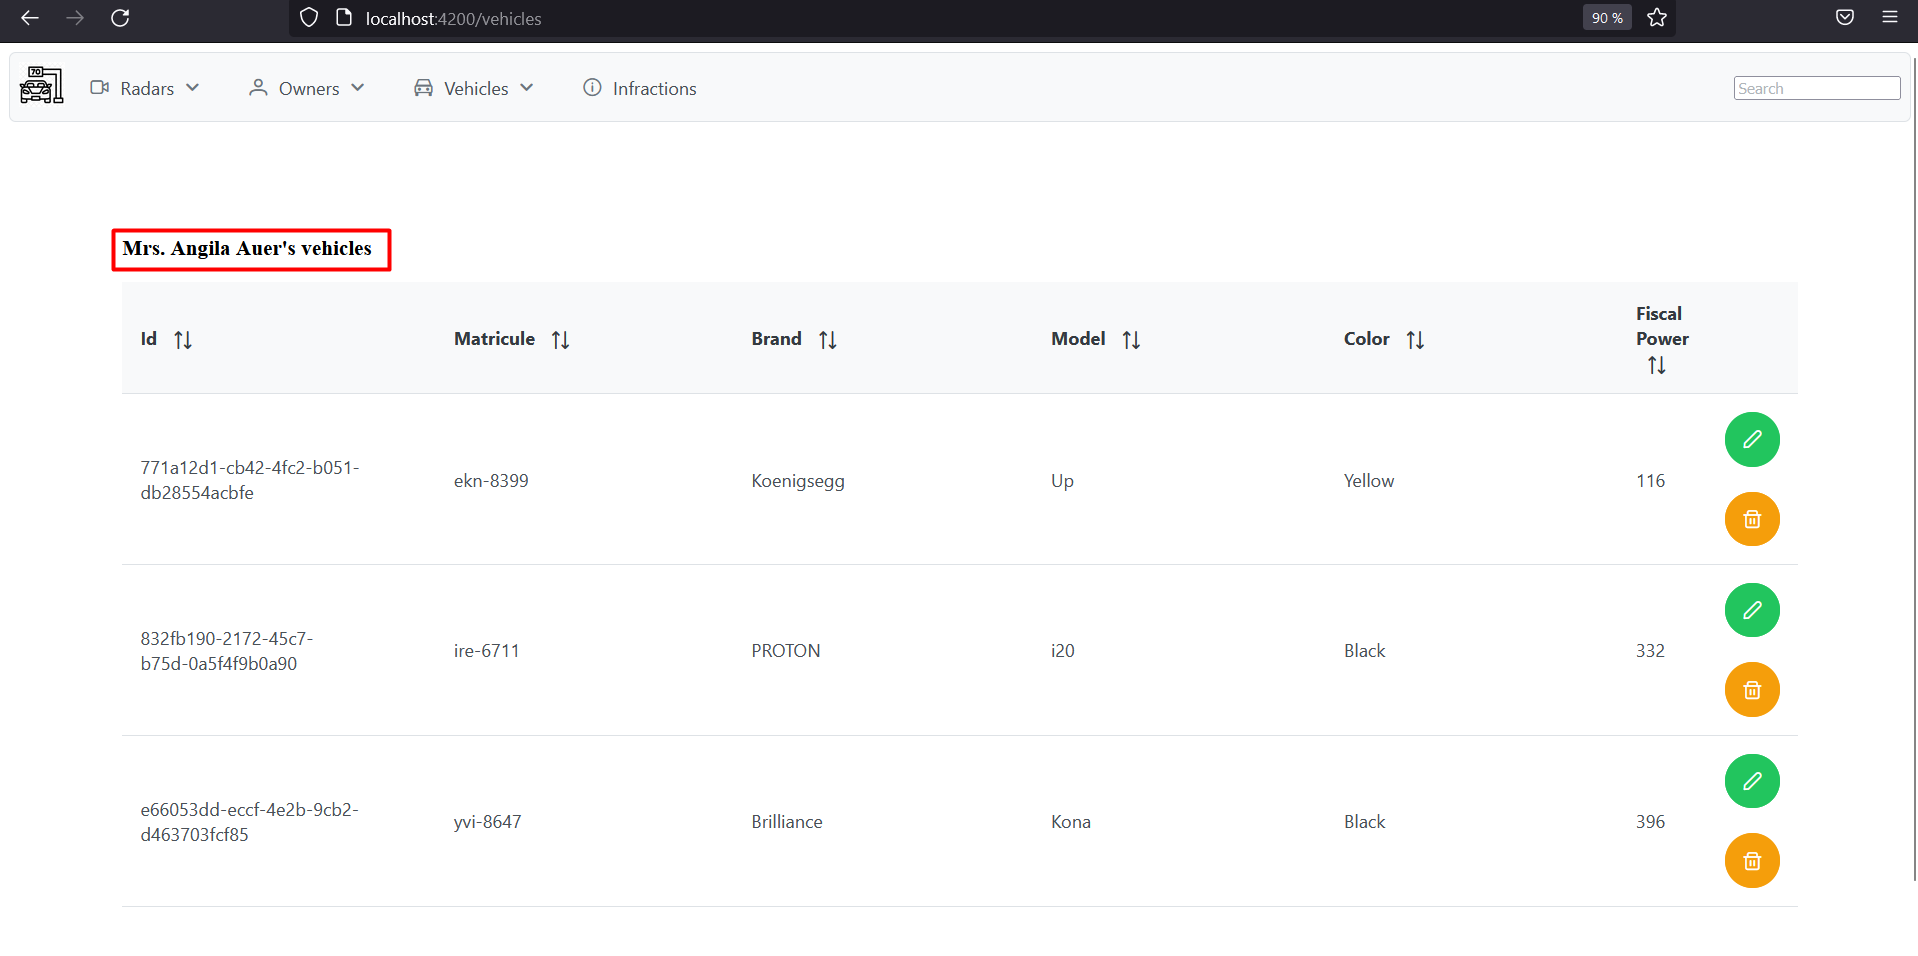 localhost:4200/vehicles
90 %
70
Radars
Owners
Vehicles
Infractions
Search
Mrs. Angila Auer's vehicles
Id
Matricule
Brand
Model
Color
Fiscal
Power
771a12d1-cb42-4fc2-b051-
db28554acbfe
ekn-8399
Koenigsegg
Up
Yellow
116
832fb190-2172-45c7-
b75d-0a5f4f9b0a90
ire-6711
PROTON
i20
Black
332
e66053dd-eccf-4e2b-9cb2-
d463703fcf85
yvi-8647
Brilliance
Kona
Black
396